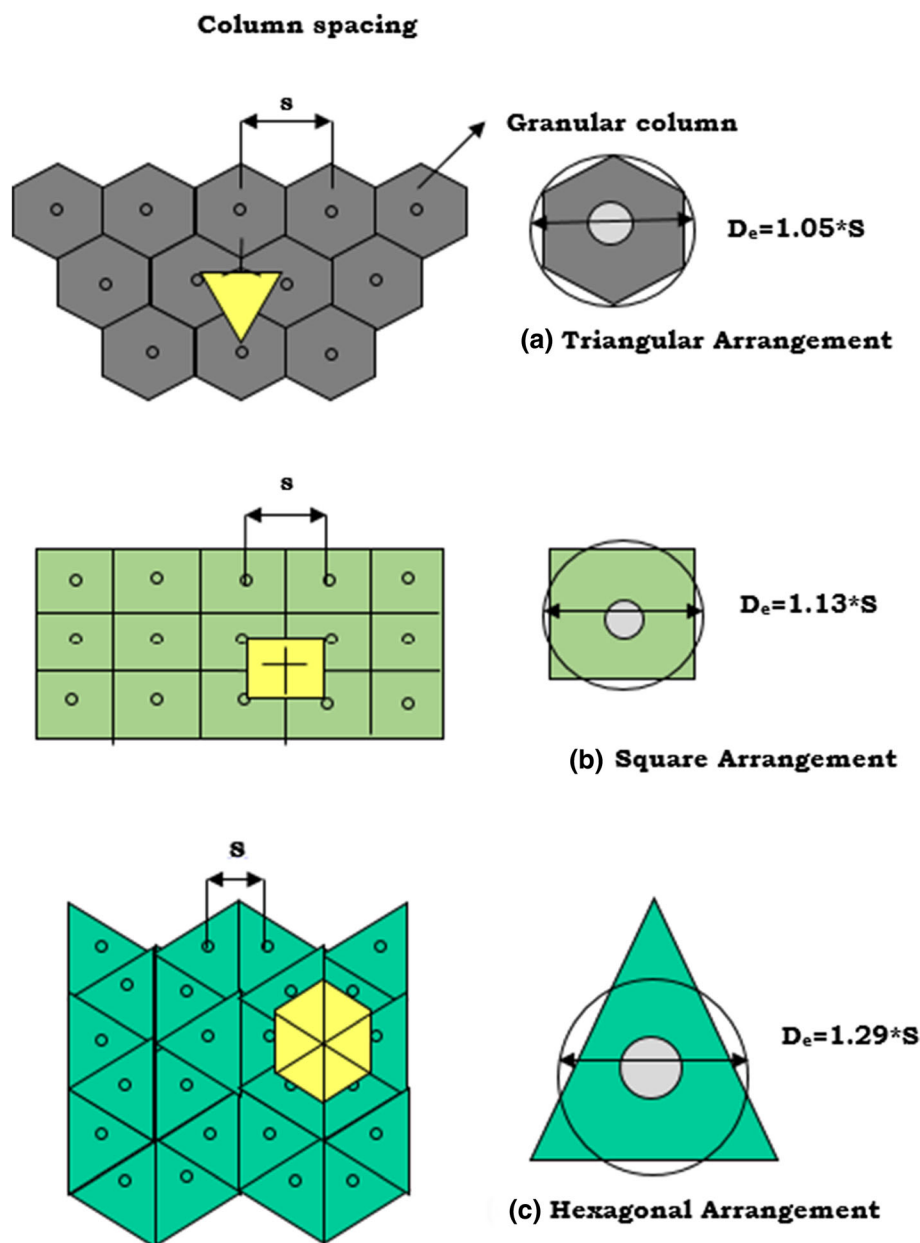 Column spacing
s
Granular column
Dₑ=1.05*S
(a) Triangular Arrangement
s
Dₑ=1.13*S
(b) Square Arrangement
S
Dₑ=1.29*S
(c) Hexagonal Arrangement